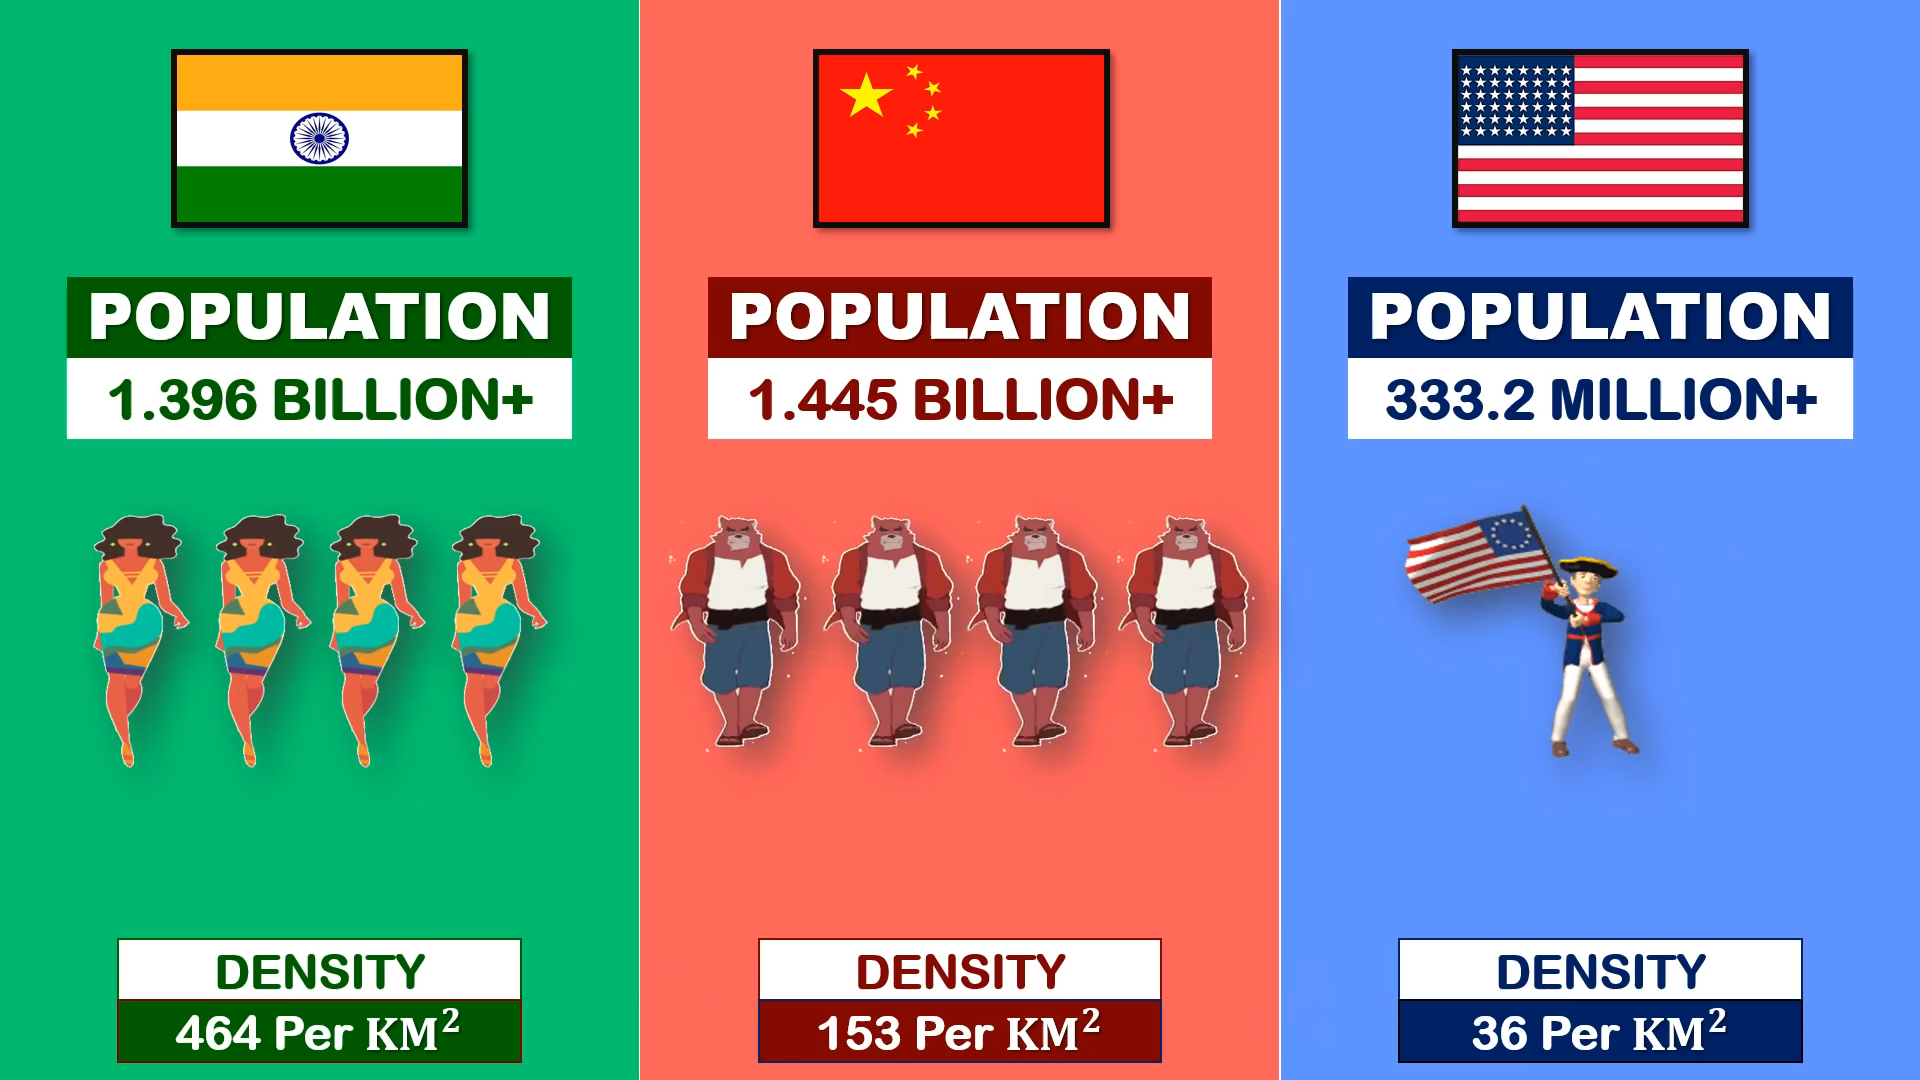 POPULATION
1.396 BILLION+
DENSITY
464 Per KM²
POPULATION
1.445 BILLION+
DENSITY
153 Per KM²
POPULATION
333.2 MILLION+
DENSITY
36 Per KM²